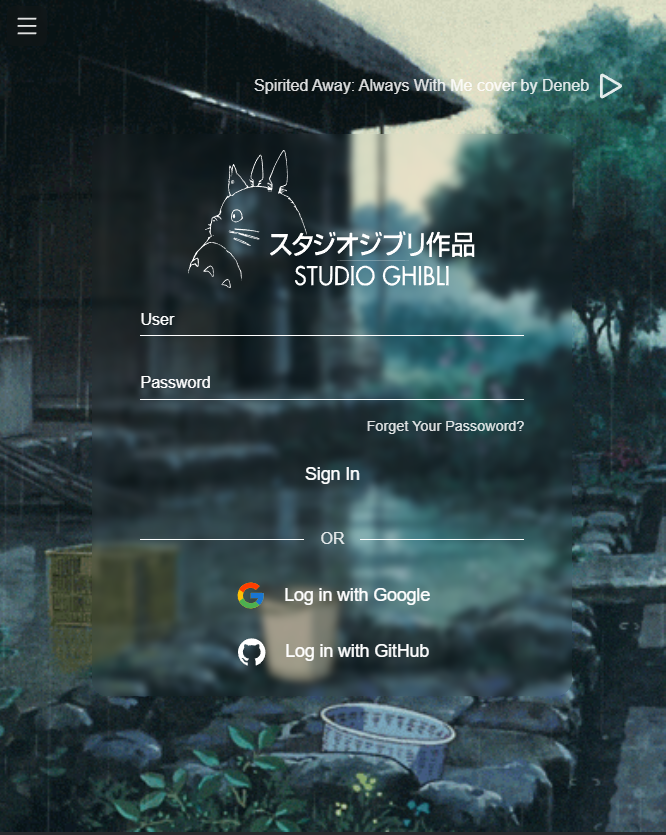 Spirited Away: Always With Me cover by Deneb
スタジオジブリ作品
STUDIO GHIBLI
User
Password
Forget Your Passoword?
Sign In
OR
Log in with Google
Log in with GitHub